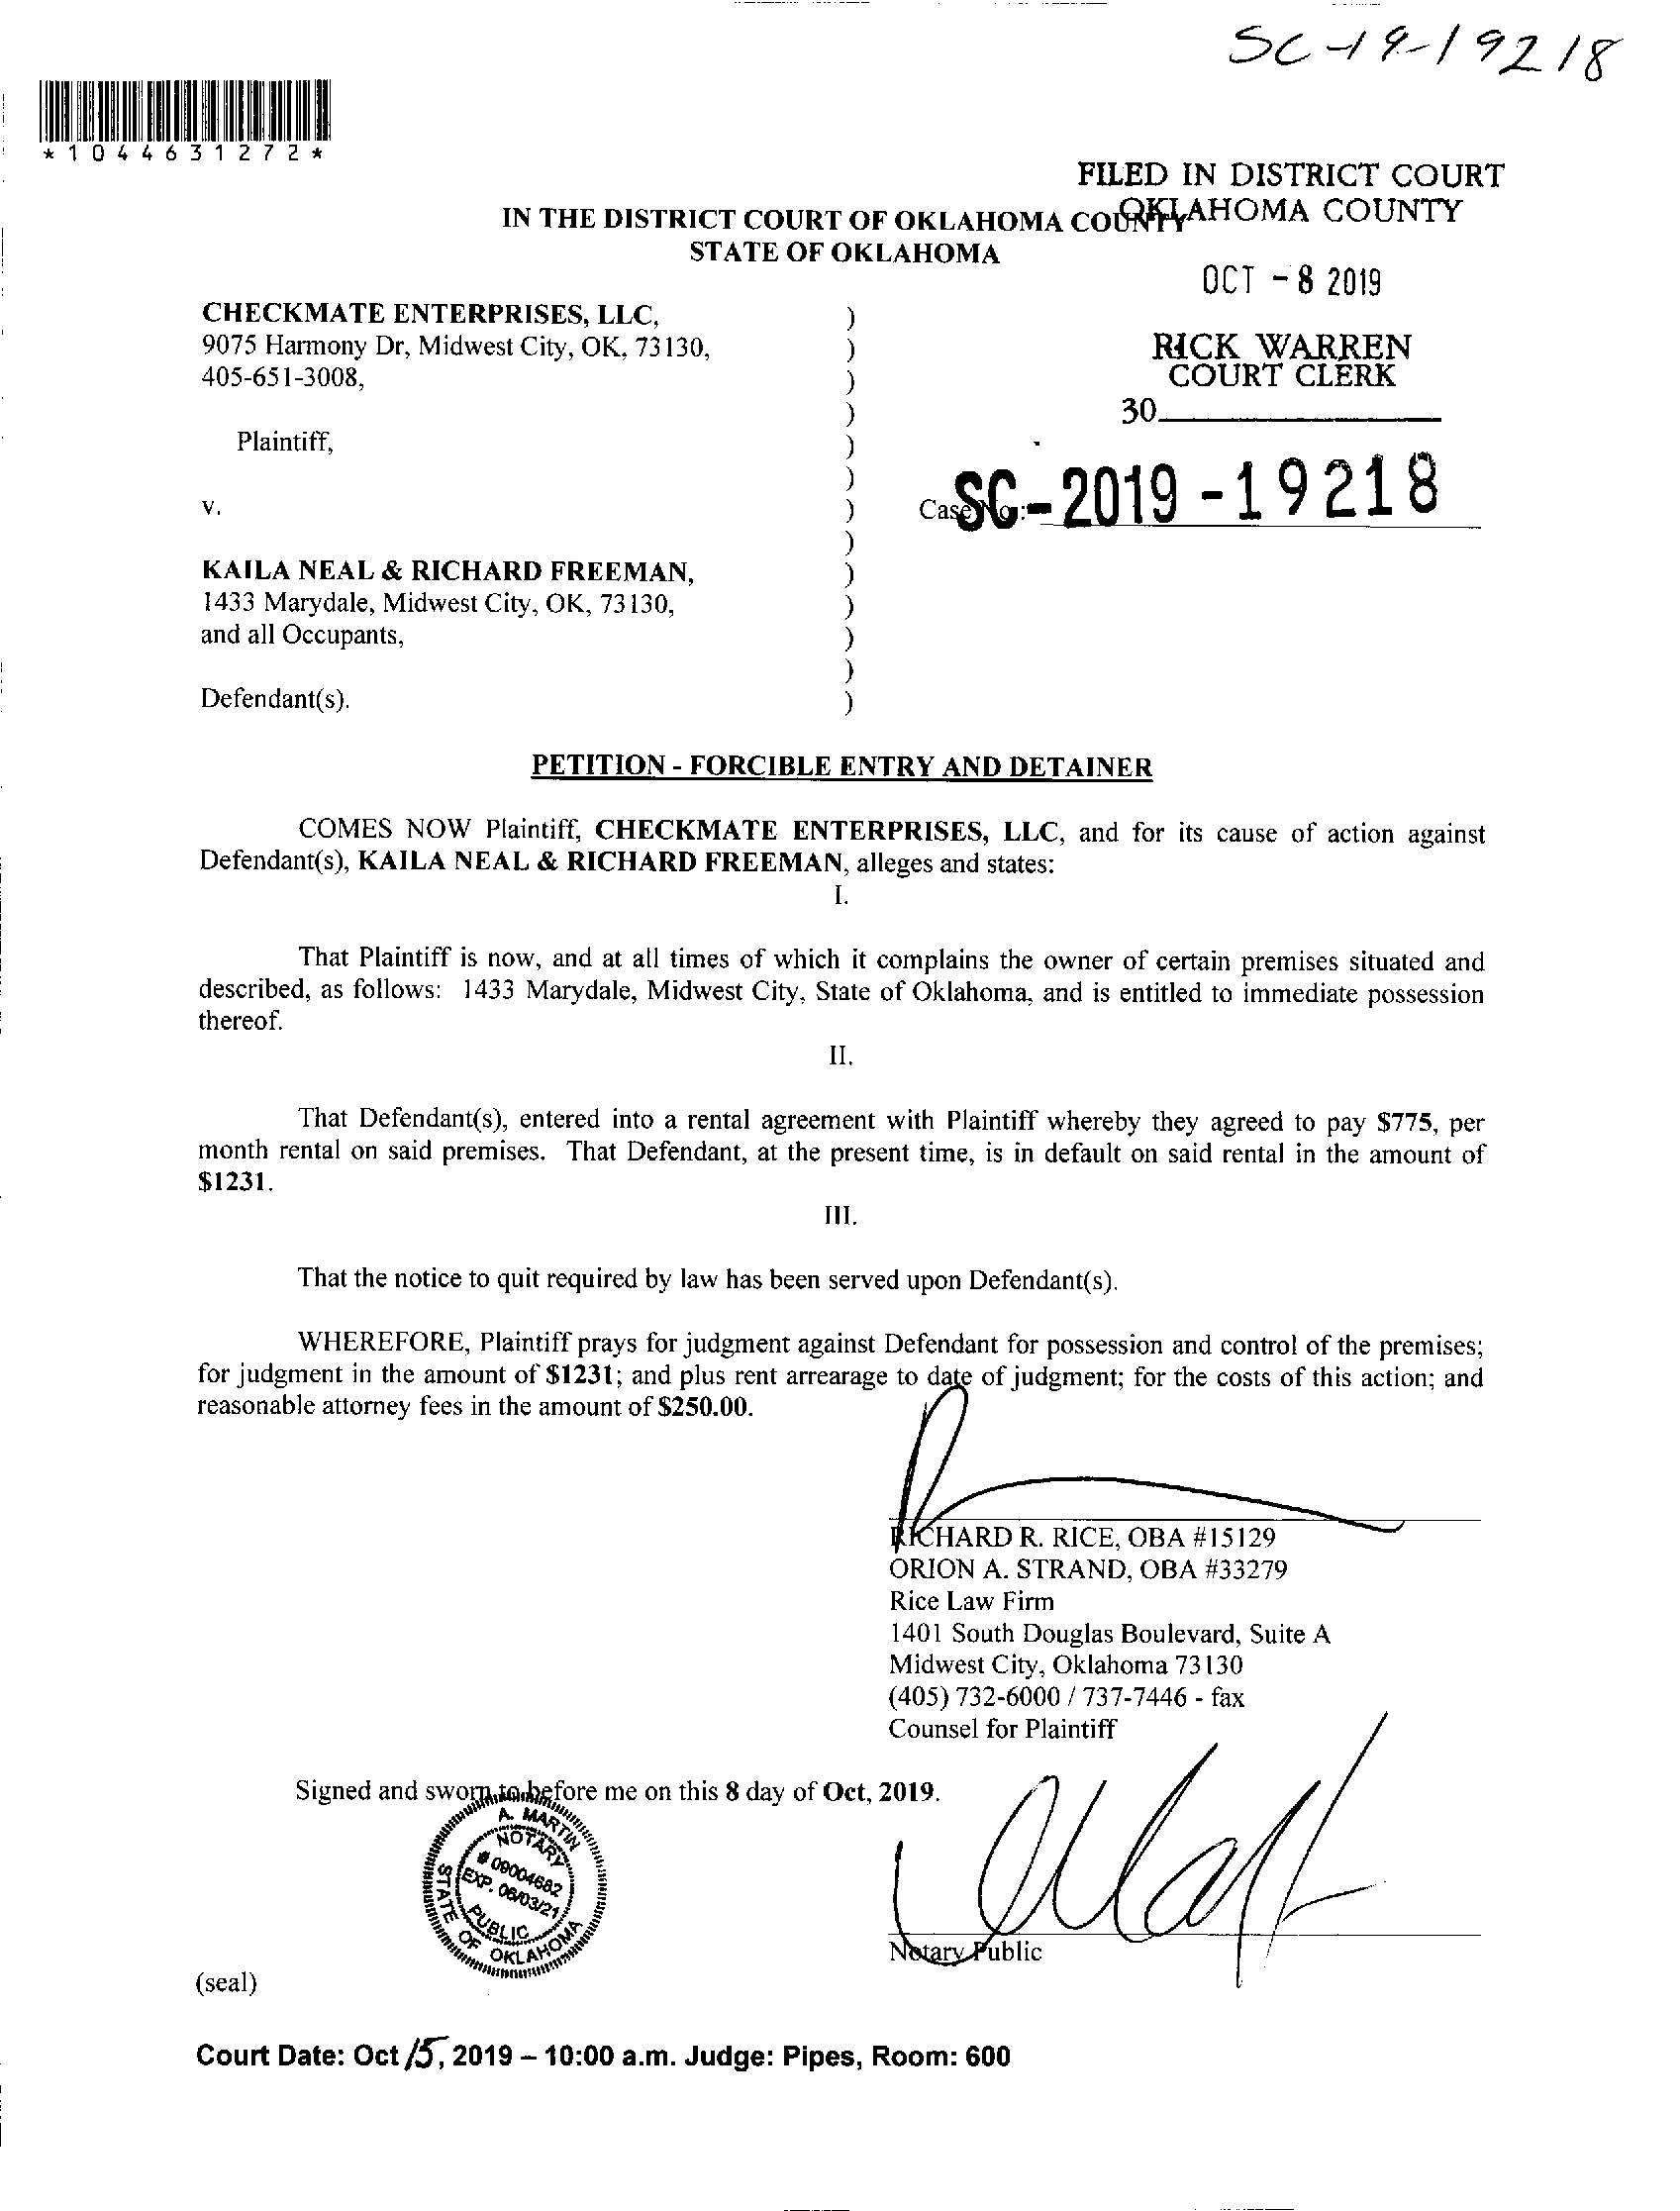 SC-19-19218
*1044631272*
FILED IN DISTRICT COURT
OKLAHOMA COUNTY
IN THE DISTRICT COURT OF OKLAHOMA COUNTY
STATE OF OKLAHOMA
OCT -8 2019
CHECKMATE ENTERPRISES, LLC, )
9075 Harmony Dr, Midwest City, OK, 73130, )
405-651-3008, )
RICK WARREN
COURT CLERK
30
)
Plaintiff, )
)
v. )
Case No.: SC-2019-19218
)
KAILA NEAL & RICHARD FREEMAN, )
1433 Marydale, Midwest City, OK, 73130, )
and all Occupants, )
)
Defendant(s). )
PETITION - FORCIBLE ENTRY AND DETAINER
COMES NOW Plaintiff, CHECKMATE ENTERPRISES, LLC, and for its cause of action against
Defendant(s), KAILA NEAL & RICHARD FREEMAN, alleges and states:
I.
That Plaintiff is now, and at all times of which it complains the owner of certain premises situated and
described, as follows: 1433 Marydale, Midwest City, State of Oklahoma, and is entitled to immediate possession
thereof.
II.
That Defendant(s), entered into a rental agreement with Plaintiff whereby they agreed to pay $775, per
month rental on said premises. That Defendant, at the present time, is in default on said rental in the amount of
$1231.
III.
That the notice to quit required by law has been served upon Defendant(s).
WHEREFORE, Plaintiff prays for judgment against Defendant for possession and control of the premises;
for judgment in the amount of $1231; and plus rent arrearage to date of judgment; for the costs of this action; and
reasonable attorney fees in the amount of $250.00.
RICHARD R. RICE, OBA #15129
ORION A. STRAND, OBA #33279
Rice Law Firm
1401 South Douglas Boulevard, Suite A
Midwest City, Oklahoma 73130
(405) 732-6000 / 737-7446 - fax
Counsel for Plaintiff
Signed and sworn to before me on this 8 day of Oct, 2019.
A. MARTIN
NOTARY
# 09004682
EXP. 06/03/21
PUBLIC
STATE OF OKLAHOMA
Notary Public
(seal)
Court Date: Oct 15, 2019 – 10:00 a.m. Judge: Pipes, Room: 600